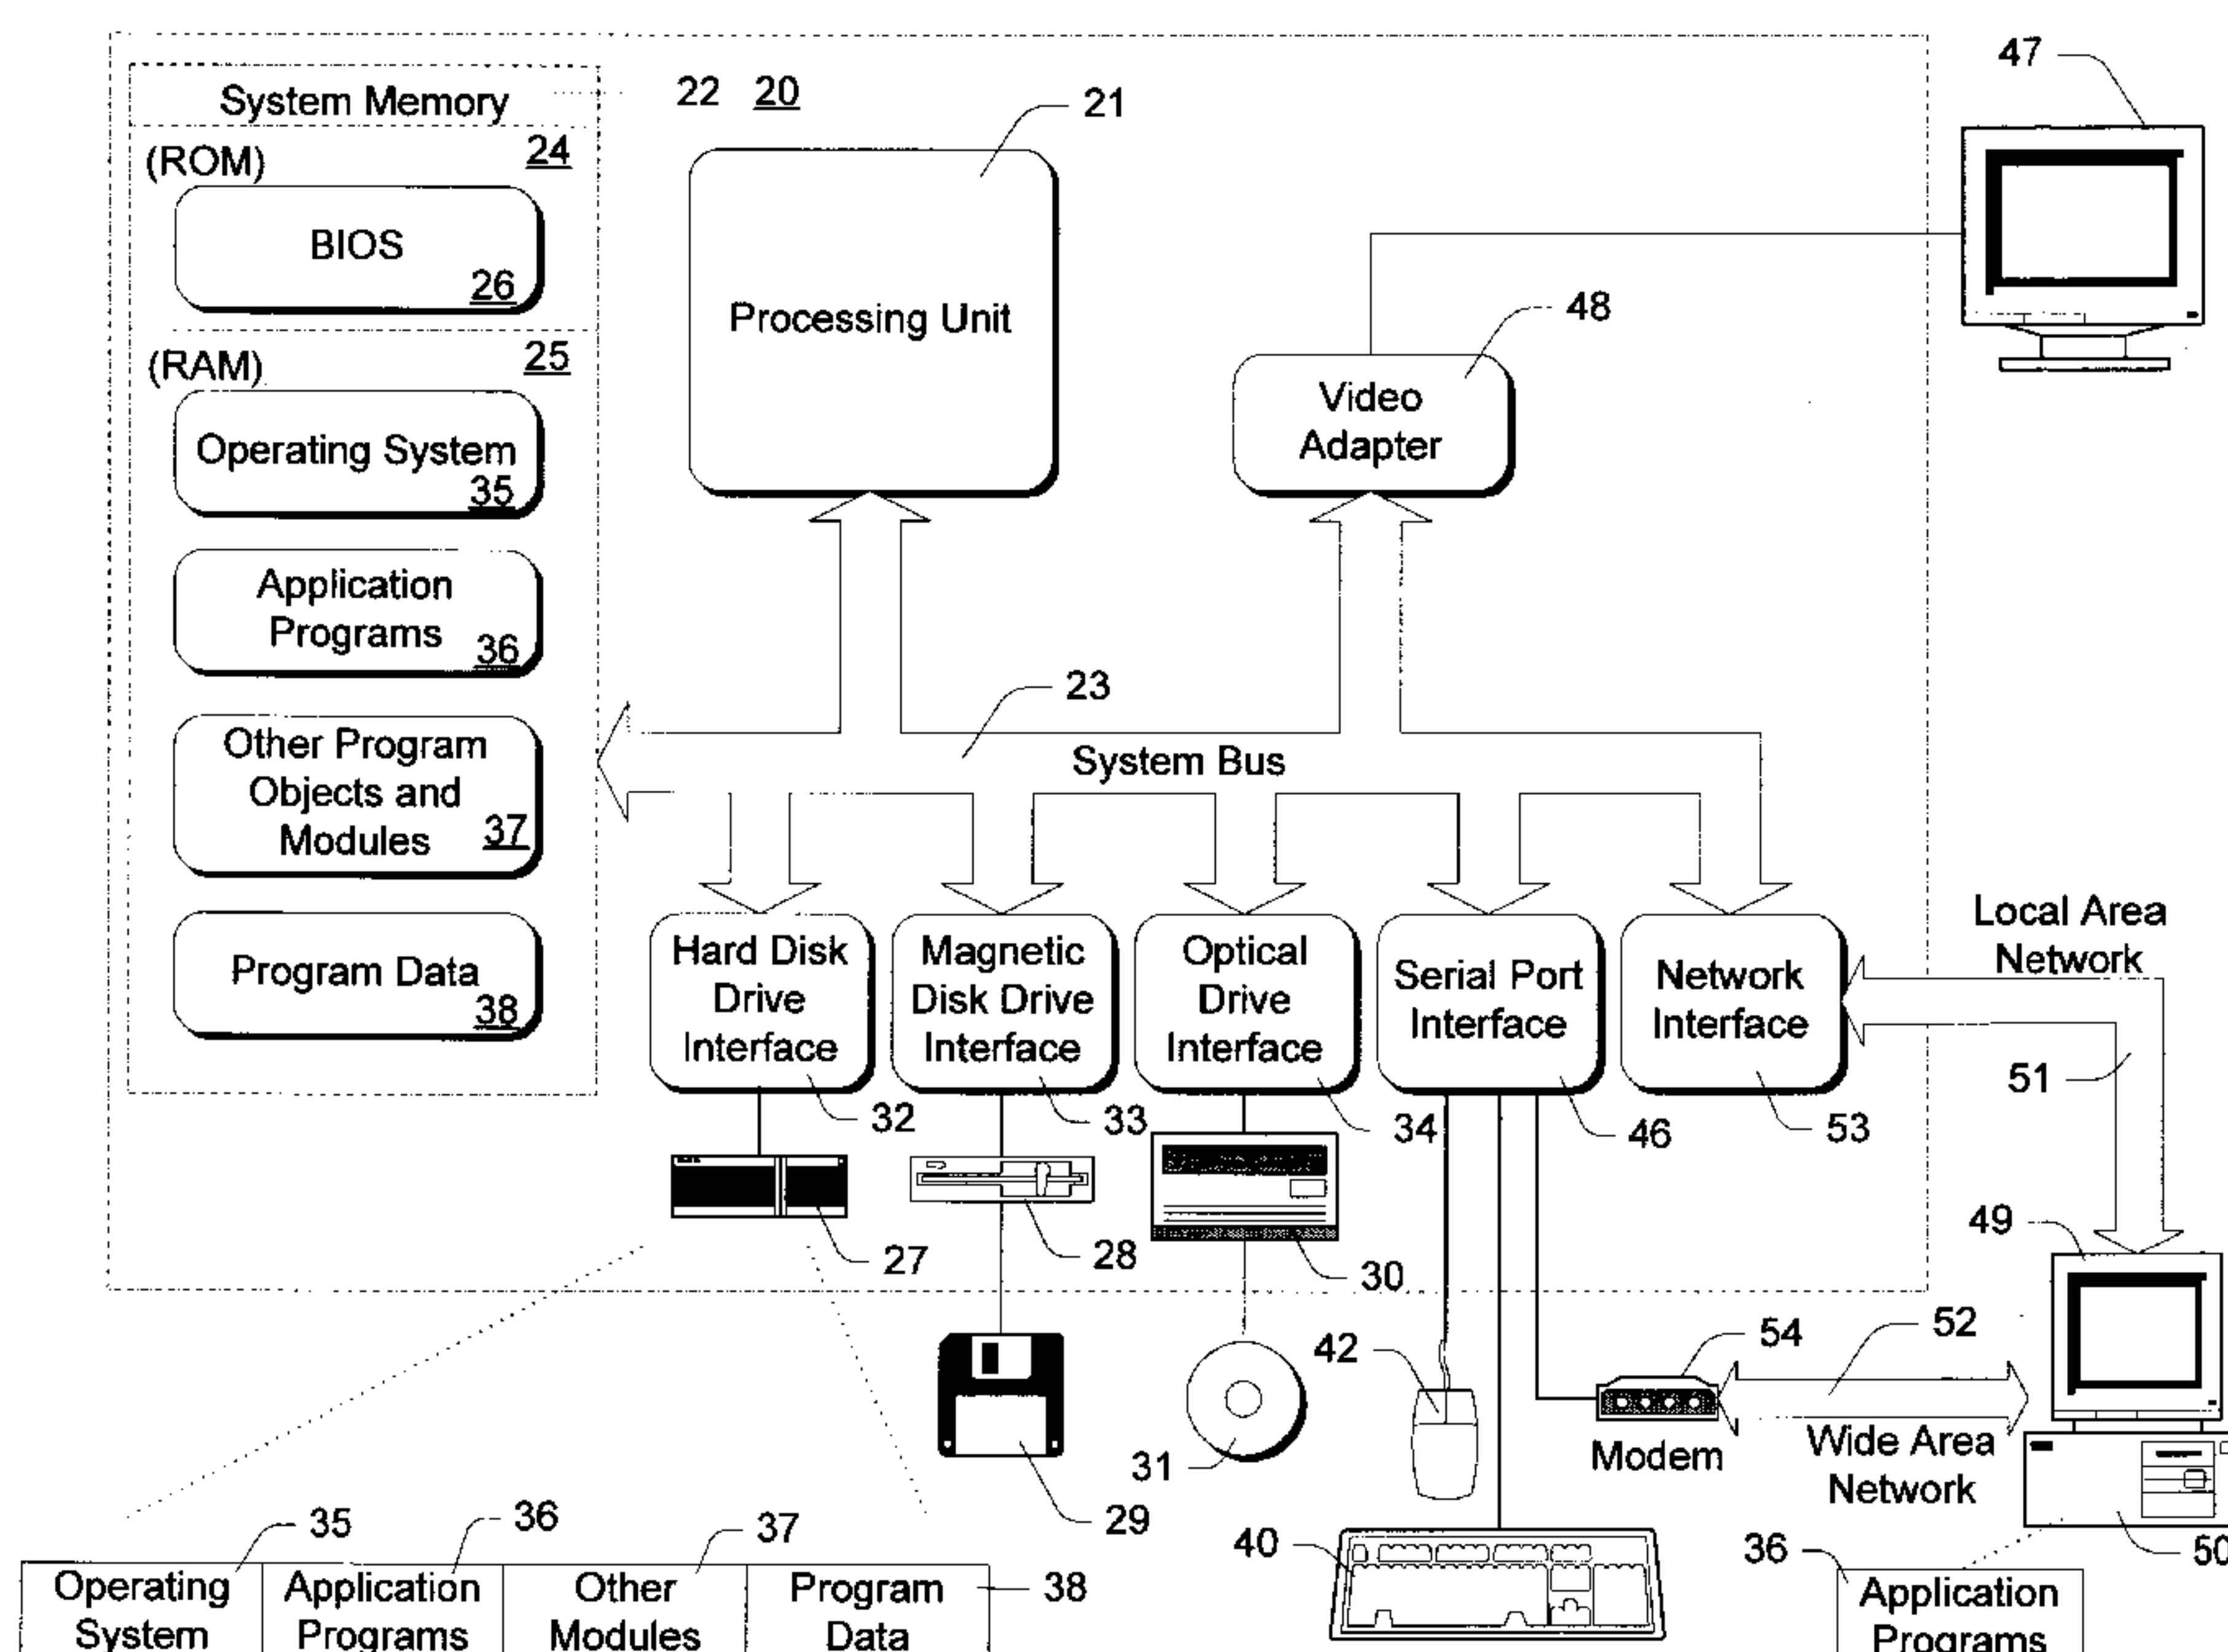 System Memory
22 20
(ROM)
24
BIOS
26
(RAM)
25
Operating System
35
Application
Programs
36
Other Program
Objects and
Modules
37
Program Data
38
21
Processing Unit
47
48
Video
Adapter
23
System Bus
Hard Disk
Drive
Interface
32
Magnetic
Disk Drive
Interface
33
Optical
Drive
Interface
34
Serial Port
Interface
46
Network
Interface
53
Local Area
Network
51
27
28
30
49
42
54
52
29
31
Modem
Wide Area
Network
50
40
35
36
37
38
Operating
System
Application
Programs
Other
Modules
Program
Data
36
Application
Programs